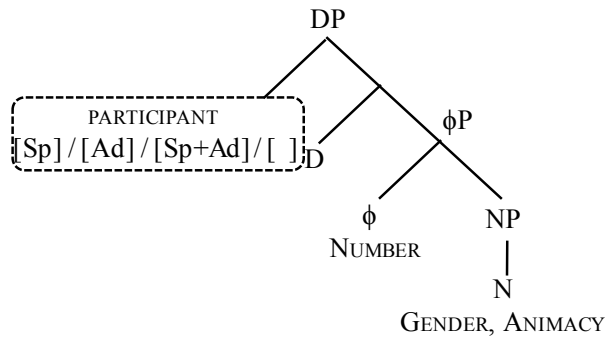 DP
PARTICIPANT
[Sp] / [Ad] / [Sp+Ad] / [ ]
D
ϕP
ϕ
NUMBER
NP
N
GENDER, ANIMACY